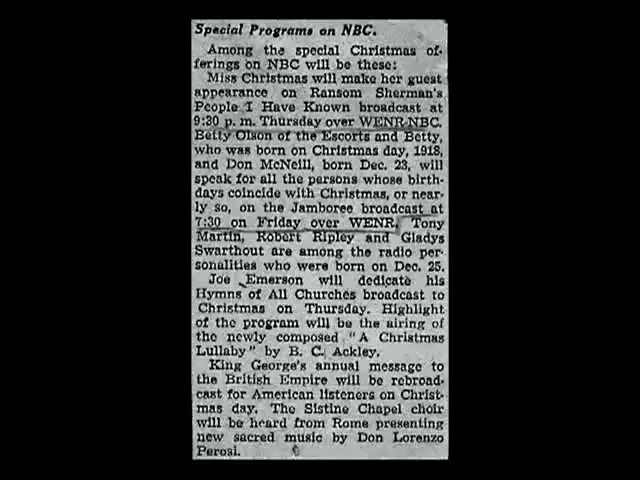 Special Programs on NBC.
Among the special Christmas of-
ferings on NBC will be these:
Miss Christmas will make her guest
appearance on Ransom Sherman's
People I Have Known broadcast at
9:30 p. m. Thursday over WENR-NBC.
Betty Olson of the Escorts and Betty,
who was born on Christmas day, 1918,
and Don McNeill, born Dec. 23, will
speak for all the persons whose birth-
days coincide with Christmas, or near-
ly so, on the Jamboree broadcast at
7:30 on Friday over WENR. Tony
Martin, Robert Ripley and Gladys
Swarthout are among the radio per-
sonalities who were born on Dec. 25.
Joe Emerson will dedicate his
Hymns of All Churches broadcast to
Christmas on Thursday. Highlight
of the program will be the airing of
the newly composed "A Christmas
Lullaby" by B. C. Ackley.
King George's annual message to
the British Empire will be rebroad-
cast for American listeners on Christ-
mas day. The Sistine Chapel choir
will be heard from Rome presenting
new sacred music by Don Lorenzo
Perosi.